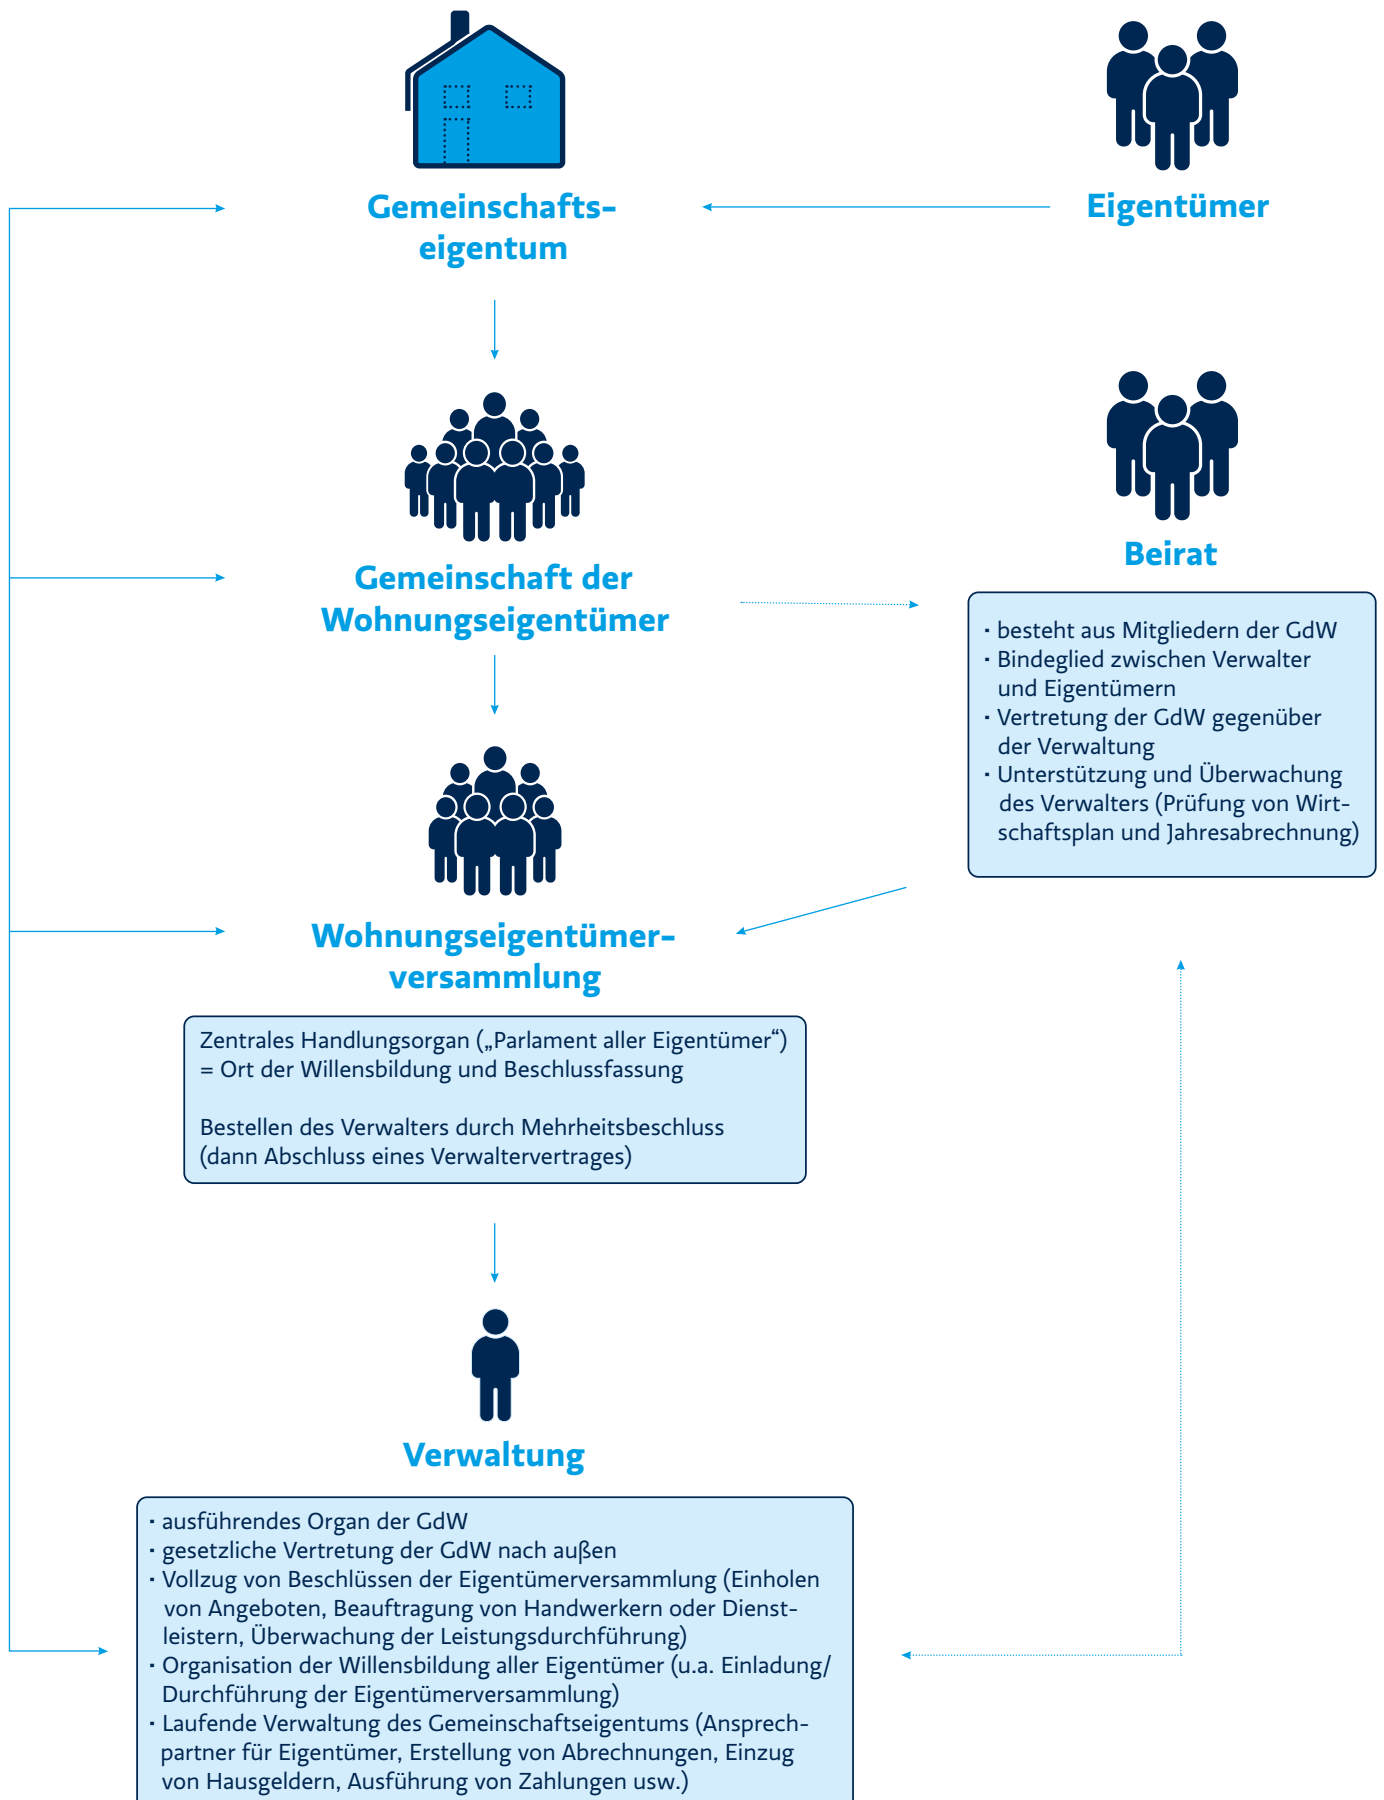 Gemeinschafts-
eigentum
Eigentümer
Gemeinschaft der
Wohnungseigentümer
Beirat
· besteht aus Mitgliedern der GdW
· Bindeglied zwischen Verwalter
und Eigentümern
· Vertretung der GdW gegenüber
der Verwaltung
· Unterstützung und Überwachung
des Verwalters (Prüfung von Wirt-
schaftsplan und Jahresabrechnung)
Wohnungseigentümer-
versammlung
Zentrales Handlungsorgan („Parlament aller Eigentümer“)
= Ort der Willensbildung und Beschlussfassung
Bestellen des Verwalters durch Mehrheitsbeschluss
(dann Abschluss eines Verwaltervertrages)
Verwaltung
· ausführendes Organ der GdW
· gesetzliche Vertretung der GdW nach außen
· Vollzug von Beschlüssen der Eigentümerversammlung (Einholen
von Angeboten, Beauftragung von Handwerkern oder Dienst-
leistern, Überwachung der Leistungsdurchführung)
· Organisation der Willensbildung aller Eigentümer (u.a. Einladung/
Durchführung der Eigentümerversammlung)
· Laufende Verwaltung des Gemeinschaftseigentums (Ansprech-
partner für Eigentümer, Erstellung von Abrechnungen, Einzug
von Hausgeldern, Ausführung von Zahlungen usw.)